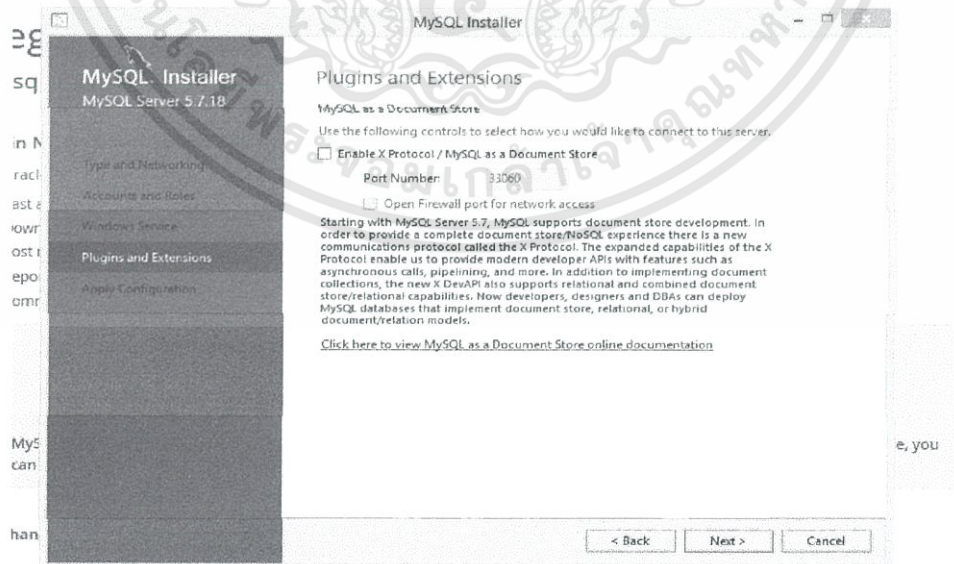 MySQL Installer
MySQL. Installer
MySQL Server 5.7.18
Type and Networking
Accounts and Roles
Windows Service
Plugins and Extensions
Apply Configuration
Plugins and Extensions
MySQL as a Document Store
Use the following controls to select how you would like to connect to this server.
Enable X Protocol / MySQL as a Document Store
Port Number: 33060
Open Firewall port for network access
Starting with MySQL Server 5.7, MySQL supports document store development. In
order to provide a complete document store/NoSQL experience there is a new
communications protocol called the X Protocol. The expanded capabilities of the X
Protocol enable us to provide modern developer APIs with features such as
asynchronous calls, pipelining, and more. In addition to implementing document
collections, the new X DevAPI also supports relational and combined document
store/relational capabilities. Now developers, designers and DBAs can deploy
MySQL databases that implement document store, relational, or hybrid
document/relation models.
Click here to view MySQL as a Document Store online documentation
e, you
can
< Back
Next >
Cancel